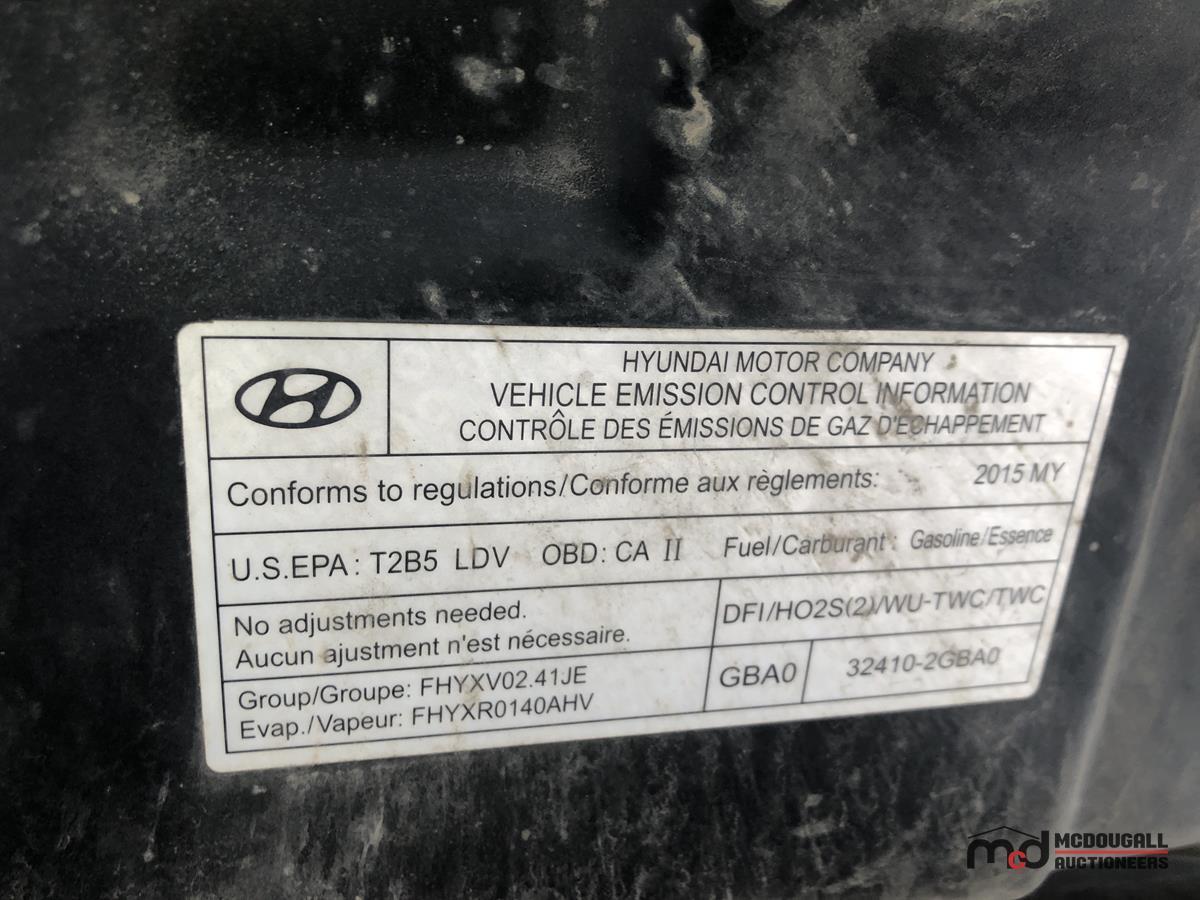 HYUNDAI MOTOR COMPANY
VEHICLE EMISSION CONTROL INFORMATION
CONTRÔLE DES ÉMISSIONS DE GAZ D'ECHAPPEMENT
Conforms to regulations/Conforme aux règlements: 2015 MY
U.S.EPA: T2B5 LDV OBD: CA II Fuel/Carburant: Gasoline/Essence
No adjustments needed.
Aucun ajustment n'est nécessaire.
DFI/HO2S(2)/WU-TWC/TWC
Group/Groupe: FHYXV02.41JE
Evap./Vapeur: FHYXR0140AHV
GBA0 32410-2GBA0
mcd MCDOUGALL
AUCTIONEERS